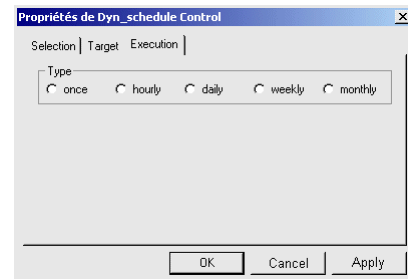 Propriétés de Dyn_schedule Control
Selection Target Execution
Type
once hourly daily weekly monthly
OK Cancel Apply